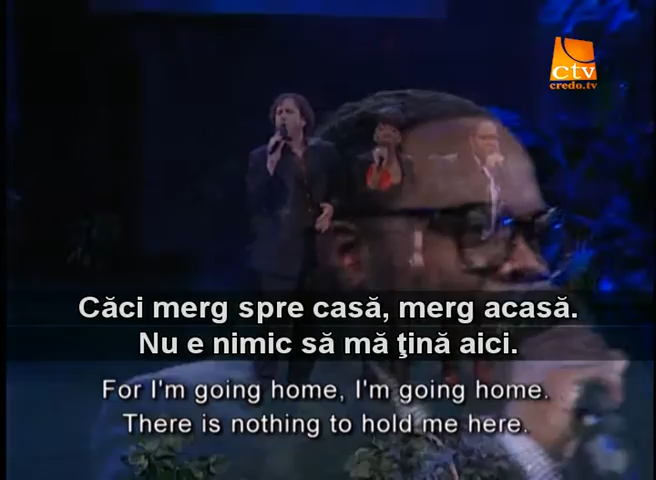 ctv
credo.tv
Căci merg spre casă, merg acasă.
Nu e nimic să mă ţină aici.
For I'm going home, I'm going home.
There is nothing to hold me here.